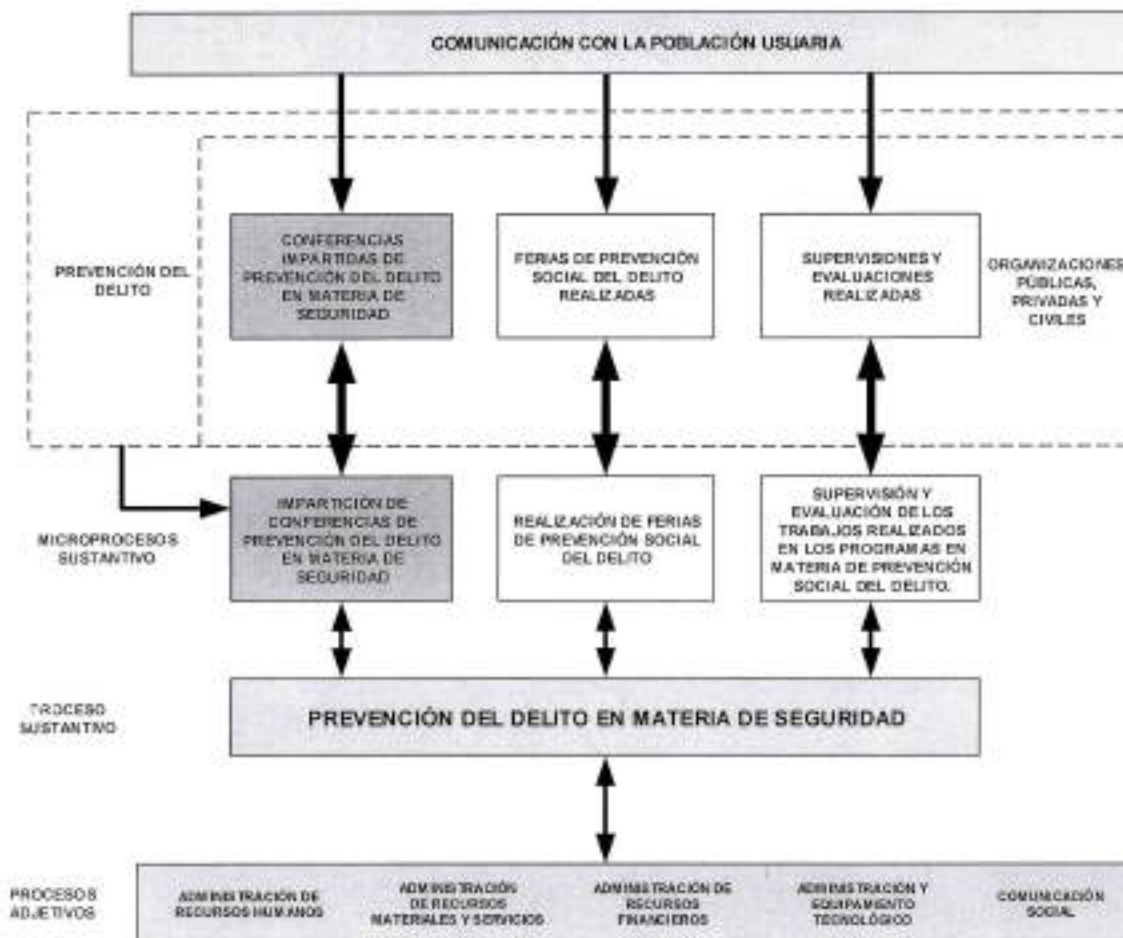 COMUNICACIÓN CON LA POBLACIÓN USUARIA
PREVENCIÓN DEL
DELITO
CONFERENCIAS
IMPARTIDAS DE
PREVENCIÓN DEL DELITO
EN MATERIA DE
SEGURIDAD
FERIAS DE PREVENCIÓN
SOCIAL DEL DELITO
REALIZADAS
SUPERVISIONES Y
EVALUACIONES
REALIZADAS
ORGANIZACIONES
PÚBLICAS,
PRIVADAS Y
CIVILES
MICROPROCESOS
SUSTANTIVO
IMPARTICIÓN DE
CONFERENCIAS DE
PREVENCIÓN DEL DELITO
EN MATERIA DE
SEGURIDAD
REALIZACIÓN DE FERIAS
DE PREVENCIÓN SOCIAL
DEL DELITO
SUPERVISIÓN Y
EVALUACIÓN DE LOS
TRABAJOS REALIZADOS
EN LOS PROGRAMAS EN
MATERIA DE PREVENCIÓN
SOCIAL DEL DELITO.
PROCESO
SUSTANTIVO
PREVENCIÓN DEL DELITO EN MATERIA DE SEGURIDAD
PROCESOS
ADJETIVOS
ADMINISTRACIÓN DE
RECURSOS HUMANOS
ADMINISTRACIÓN
DE RECURSOS
MATERIALES Y SERVICIOS
ADMINISTRACIÓN DE
RECURSOS
FINANCIEROS
ADMINISTRACIÓN Y
EQUIPAMIENTO
TECNOLÓGICO
COMUNICACIÓN
SOCIAL